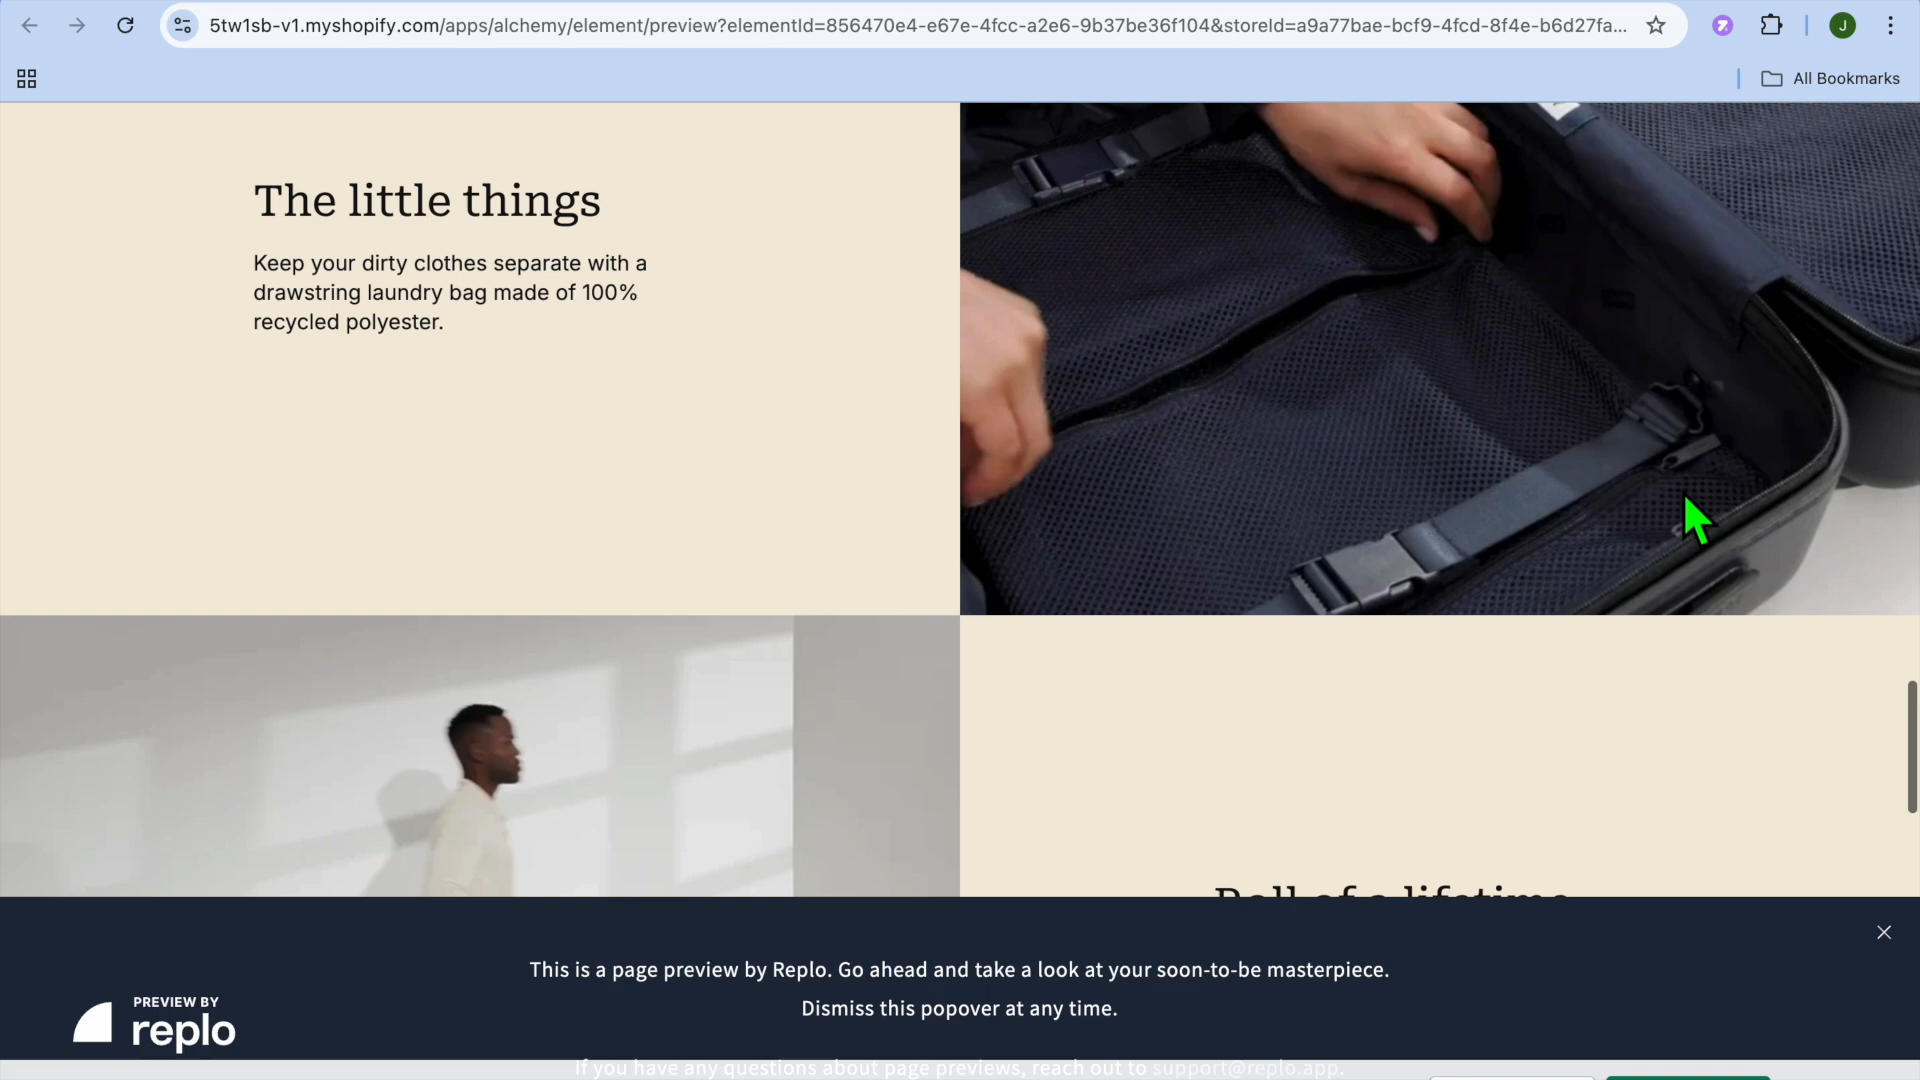 5tw1sb-v1.myshopify.com/apps/alchemy/element/preview?elementId=856470e4-e67e-4fcc-a2e6-9b37be36f104&storeId=a9a77bae-bcf9-4fcd-8f4e-b6d27fa...
J
All Bookmarks
The little things
Keep your dirty clothes separate with a
drawstring laundry bag made of 100%
recycled polyester.
Roll of a lifetime
This is a page preview by Replo. Go ahead and take a look at your soon-to-be masterpiece.
Dismiss this popover at any time.
PREVIEW BY
replo
If you have any questions about page previews, reach out to support@replo.app.